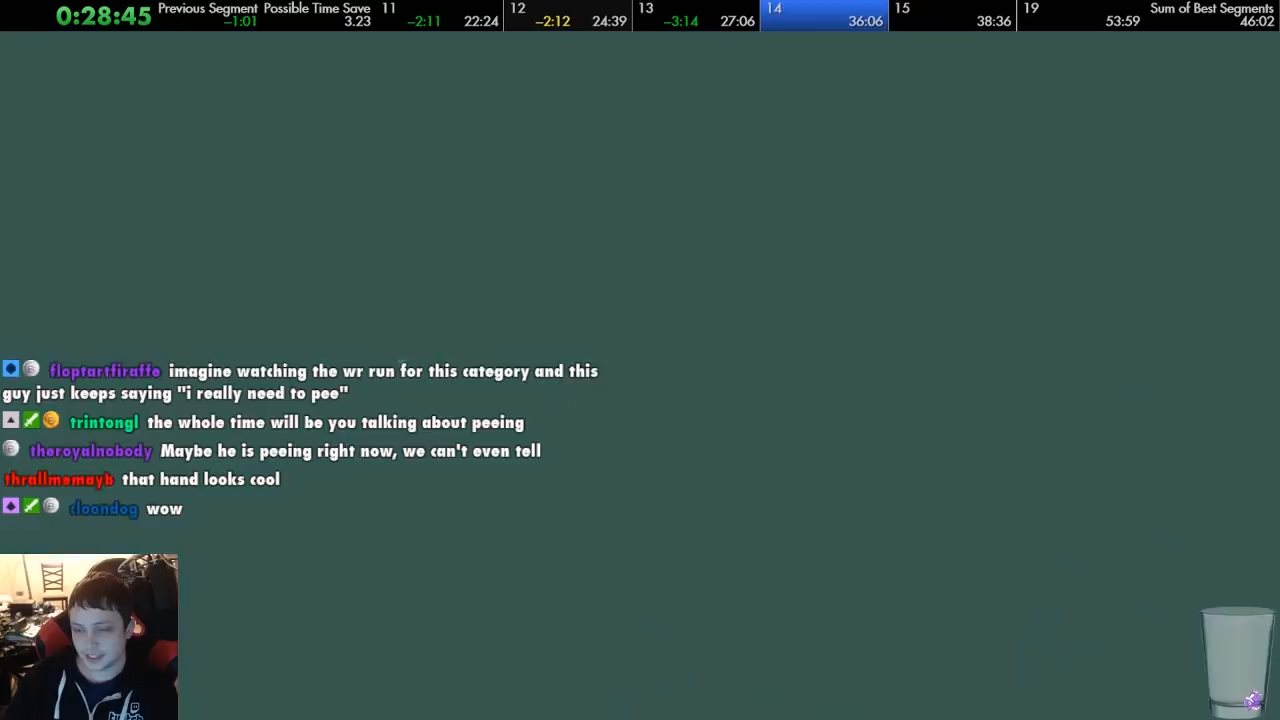 0:28:45
Previous Segment Possible Time Save
-1:01 3.23
11
-2:11 22:24
12
-2:12 24:39
13
-3:14 27:06
14
36:06
15
38:36
19
53:59
Sum of Best Segments
46:02
floptartfiraffe imagine watching the wr run for this category and this
guy just keeps saying "i really need to pee"
trintongl the whole time will be you talking about peeing
theroyalnobody Maybe he is peeing right now, we can't even tell
thrallmemayb that hand looks cool
cloondog wow